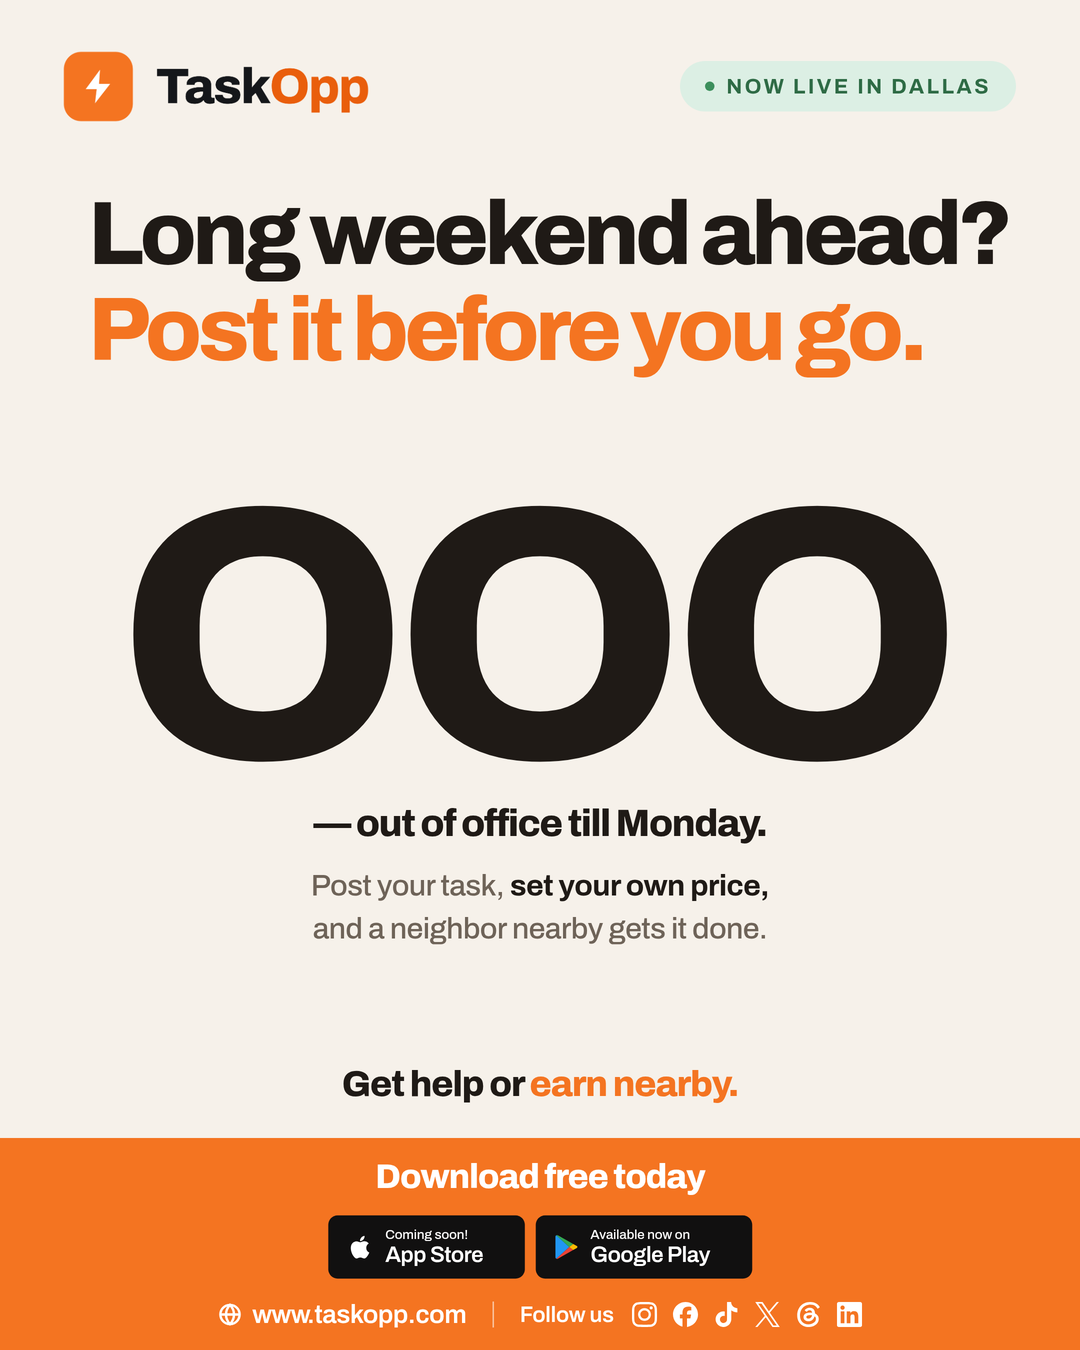 TaskOpp
NOW LIVE IN DALLAS
Long weekend ahead?
Post it before you go.
OOO
— out of office till Monday.
Post your task, set your own price,
and a neighbor nearby gets it done.
Get help or earn nearby.
Download free today
Coming soon!
App Store
Available now on
Google Play
www.taskopp.com
Follow us